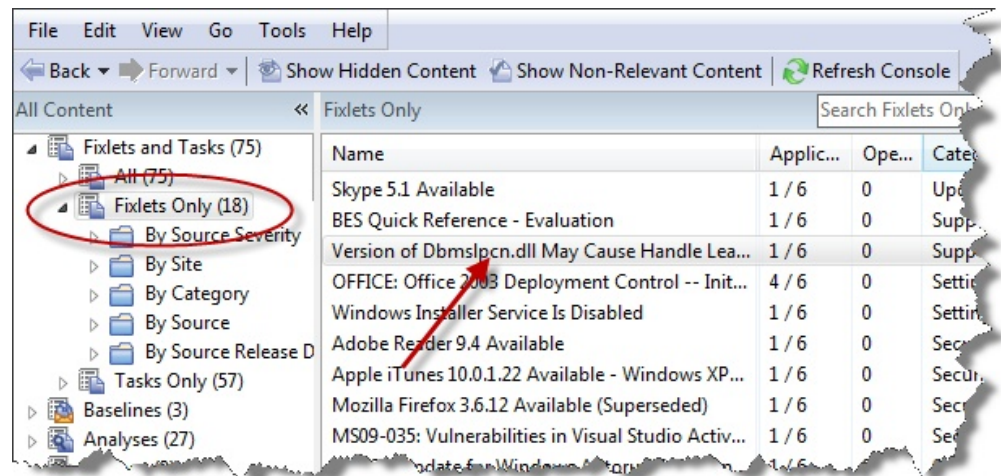 File Edit View Go Tools Help
Back Forward Show Hidden Content Show Non-Relevant Content Refresh Console
All Content « Fixlets Only Search Fixlets Only
Fixlets and Tasks (75)
All (75)
Fixlets Only (18)
By Source Severity
By Site
By Category
By Source
By Source Release D
Tasks Only (57)
Baselines (3)
Analyses (27)
Name Applic... Ope... Cate
Skype 5.1 Available 1 / 6 0 Up
BES Quick Reference - Evaluation 1 / 6 0 Supp
Version of Dbmslpcn.dll May Cause Handle Lea... 1 / 6 0 Supp
OFFICE: Office 2003 Deployment Control -- Init... 4 / 6 0 Settin
Windows Installer Service Is Disabled 1 / 6 0 Settin
Adobe Reader 9.4 Available 1 / 6 0 Sec
Apple iTunes 10.0.1.22 Available - Windows XP... 1 / 6 0 Secur
Mozilla Firefox 3.6.12 Available (Superseded) 1 / 6 0 Sec
MS09-035: Vulnerabilities in Visual Studio Activ... 1 / 6 0 Se